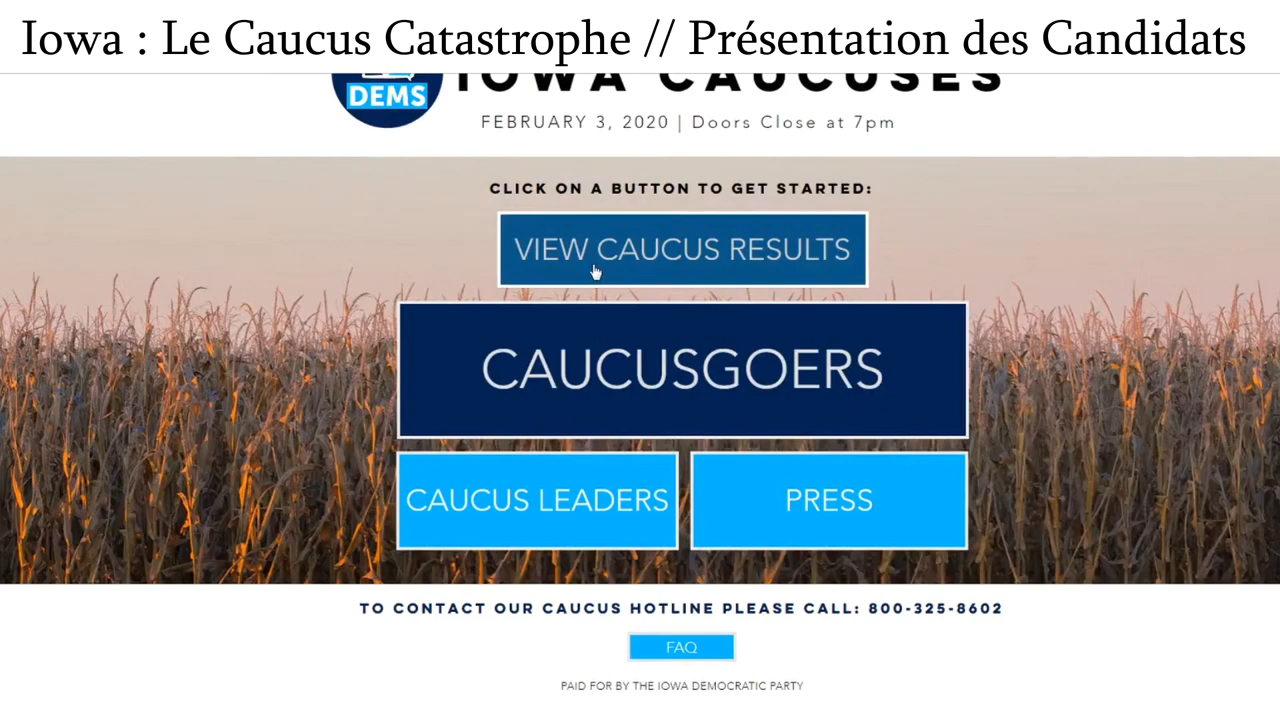 Iowa : Le Caucus Catastrophe // Présentation des Candidats
DEMS
IOWA CAUCUSES
FEBRUARY 3, 2020 | Doors Close at 7pm
CLICK ON A BUTTON TO GET STARTED:
VIEW CAUCUS RESULTS
CAUCUSGOERS
CAUCUS LEADERS
PRESS
TO CONTACT OUR CAUCUS HOTLINE PLEASE CALL: 800-325-8602
FAQ
PAID FOR BY THE IOWA DEMOCRATIC PARTY